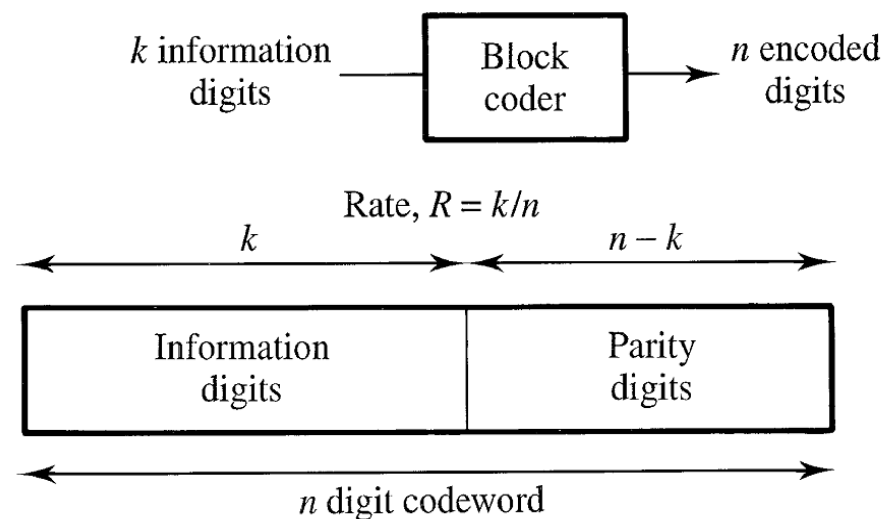 k information
digits
Block
coder
n encoded
digits
Rate, R = k/n
k
n – k
Information
digits
Parity
digits
n digit codeword